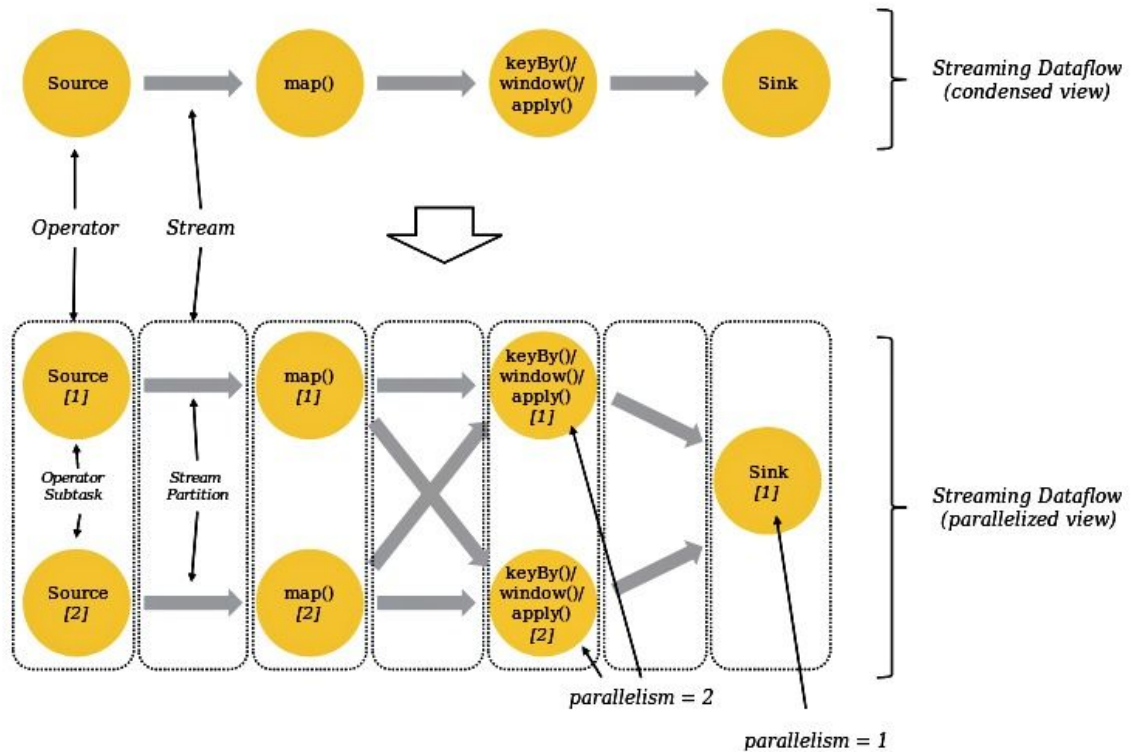 Source
map()
keyBy()/
window()/
apply()
Sink
Streaming Dataflow
(condensed view)
Operator
Stream
Source
[1]
map()
[1]
keyBy()/
window()/
apply()
[1]
Operator
Subtask
Stream
Partition
Sink
[1]
Streaming Dataflow
(parallelized view)
Source
[2]
map()
[2]
keyBy()/
window()/
apply()
[2]
parallelism = 2
parallelism = 1